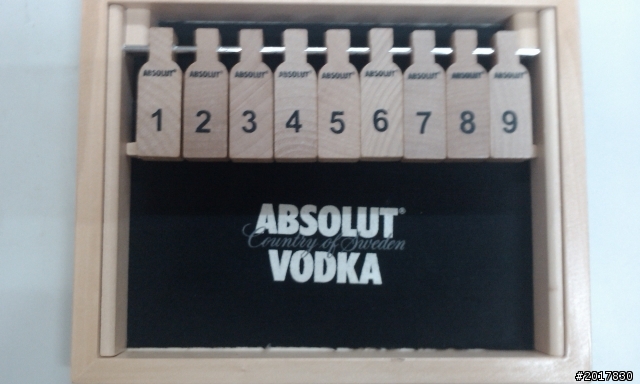 ABSOLUT ABSOLUT ABSOLUT ABSOLUT ABSOLUT ABSOLUT ABSOLUT ABSOLUT ABSOLUT
1 2 3 4 5 6 7 8 9
ABSOLUT®
Country of Sweden
VODKA
#2017830